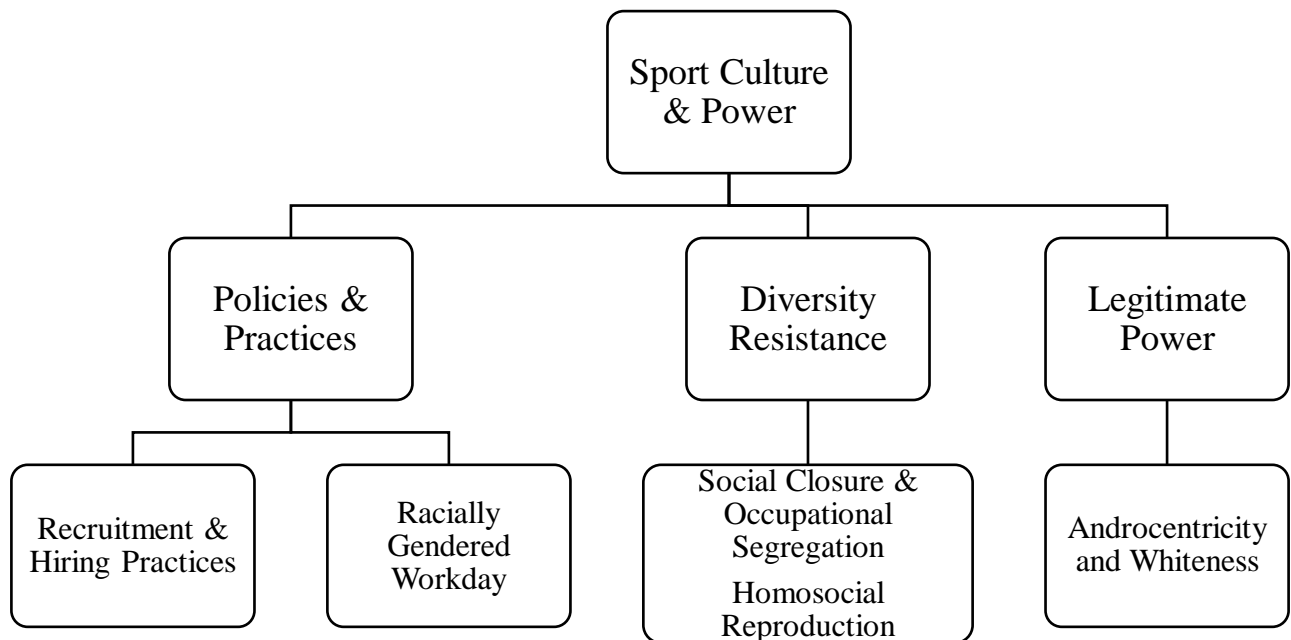 Sport Culture
& Power
Policies &
Practices
Diversity
Resistance
Legitimate
Power
Recruitment &
Hiring Practices
Racially
Gendered
Workday
Social Closure &
Occupational
Segregation
Homosocial
Reproduction
Androcentricity
and Whiteness